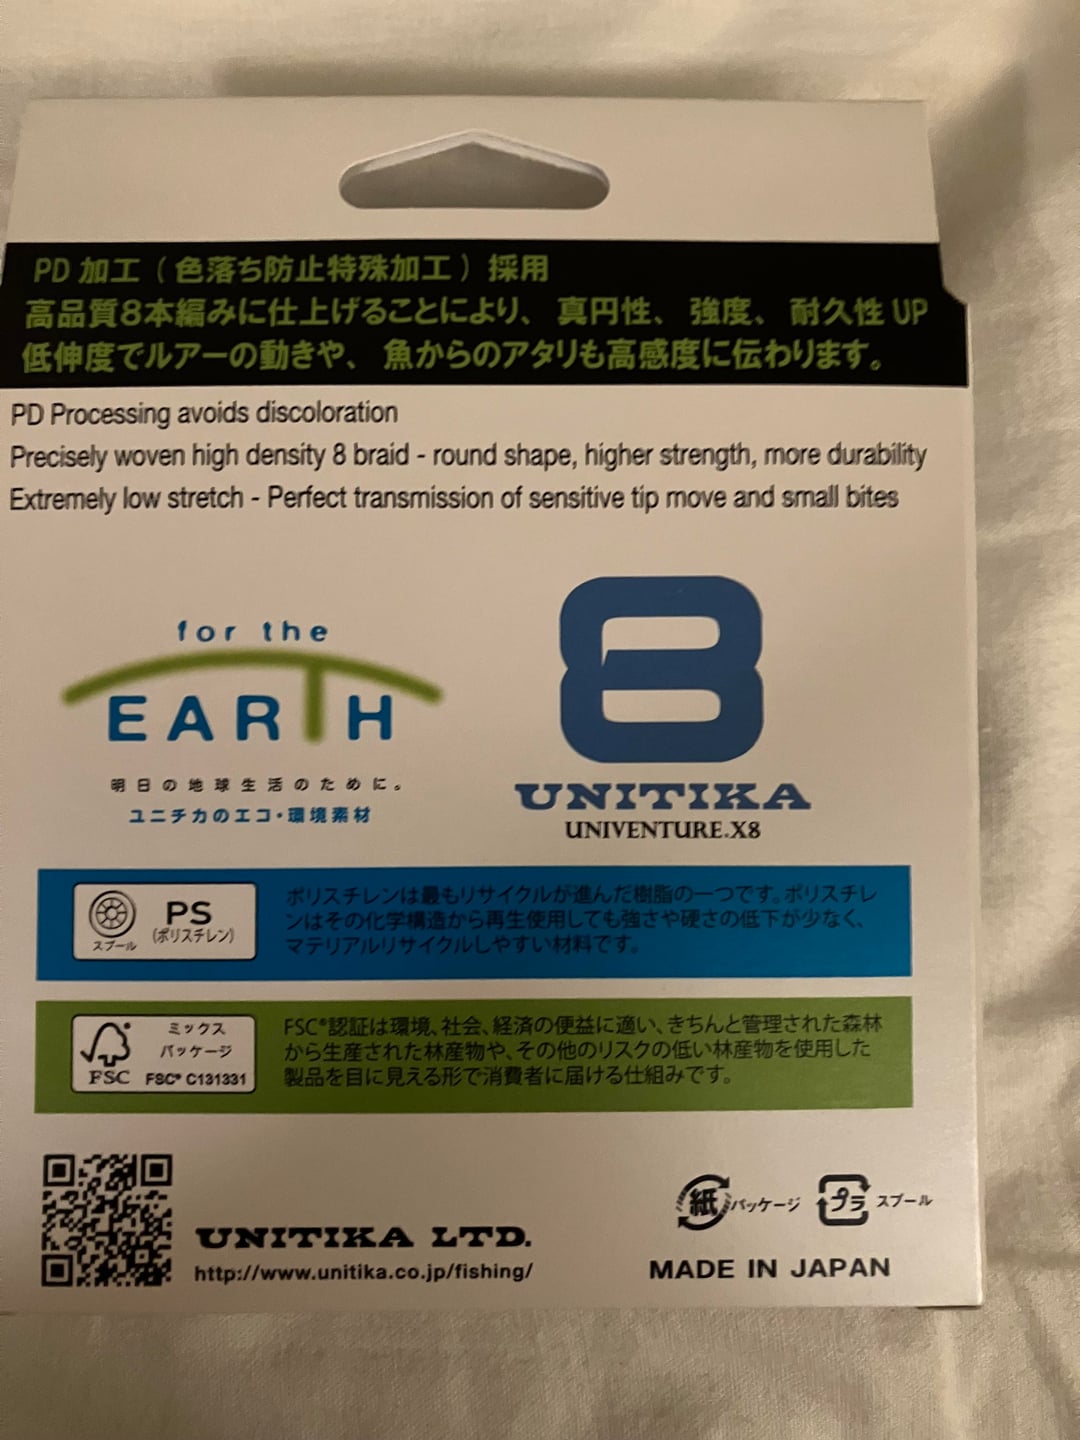 PD 加工 ( 色落ち防止特殊加工 ) 採用
高品質8本編みに仕上げることにより、 真円性、 強度、 耐久性 UP
低伸度でルアーの動きや、 魚からのアタリも高感度に伝わります。
PD Processing avoids discoloration
Precisely woven high density 8 braid - round shape, higher strength, more durability
Extremely low stretch - Perfect transmission of sensitive tip move and small bites
for the
EARTH
明日の地球生活のために。
ユニチカのエコ・環境素材
8
UNITIKA
UNIVENTURE.X8
スプール
PS
(ポリスチレン)
ポリスチレンは最もリサイクルが進んだ樹脂の一つです。ポリスチレ
ンはその化学構造から再生使用しても強さや硬さの低下が少なく、
マテリアルリサイクルしやすい材料です。
FSC
ミックス
パッケージ
FSC® C131331
FSC®認証は環境、社会、経済の便益に適い、きちんと管理された森林
から生産された林産物や、その他のリスクの低い林産物を使用した
製品を目に見える形で消費者に届ける仕組みです。
UNITIKA LTD.
http://www.unitika.co.jp/fishing/
紙 パッケージ
プラ スプール
MADE IN JAPAN